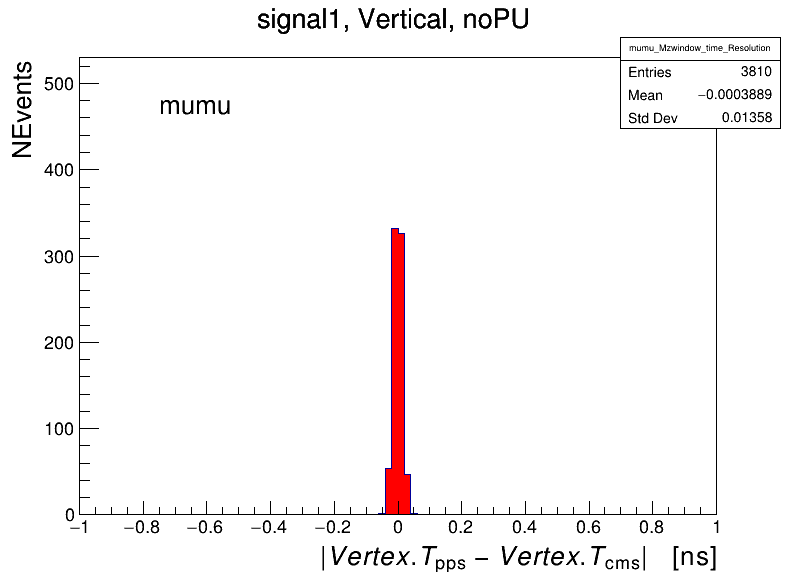 signal1, Vertical, noPU
mumu_Mzwindow_time_Resolution
Entries 3810
Mean −0.0003889
Std Dev 0.01358
NEvents
mumu
500
400
300
200
100
0
−1 −0.8 −0.6 −0.4 −0.2 0 0.2 0.4 0.6 0.8 1
|Vertex.Tpps − Vertex.Tcms| [ns]